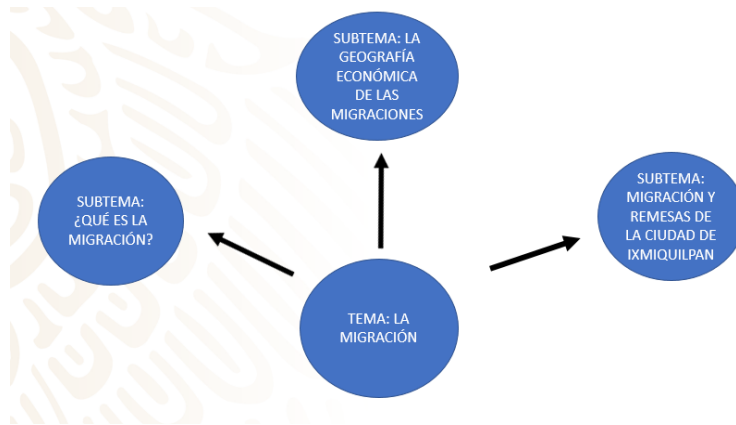 SUBTEMA: LA
GEOGRAFÍA
ECONÓMICA
DE LAS
MIGRACIONES
SUBTEMA:
¿QUÉ ES LA
MIGRACIÓN?
SUBTEMA:
MIGRACIÓN Y
REMESAS DE
LA CIUDAD DE
IXMIQUILPAN
TEMA: LA
MIGRACIÓN